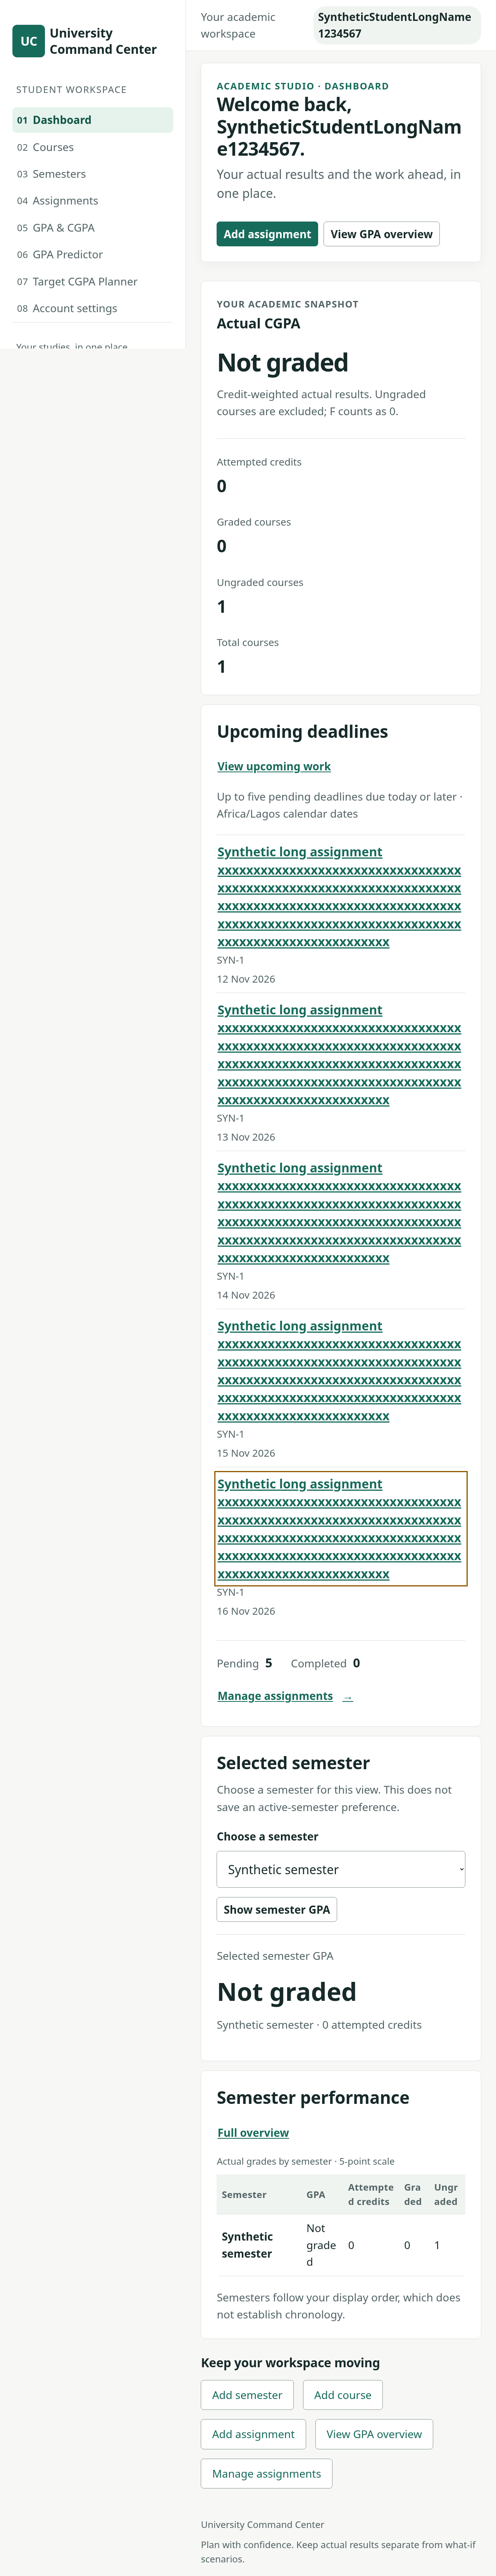 UC
University
Command Center
STUDENT WORKSPACE
01 Dashboard
02 Courses
03 Semesters
04 Assignments
05 GPA & CGPA
06 GPA Predictor
07 Target CGPA Planner
08 Account settings
Your studies, in one place
Your academic
workspace
SyntheticStudentLongName
1234567
ACADEMIC STUDIO · DASHBOARD
Welcome back,
SyntheticStudentLongNam
e1234567.
Your actual results and the work ahead, in
one place.
Add assignment
View GPA overview
YOUR ACADEMIC SNAPSHOT
Actual CGPA
Not graded
Credit-weighted actual results. Ungraded
courses are excluded; F counts as 0.
Attempted credits
0
Graded courses
0
Ungraded courses
1
Total courses
1
Upcoming deadlines
View upcoming work
Up to five pending deadlines due today or later ·
Africa/Lagos calendar dates
Synthetic long assignment
xxxxxxxxxxxxxxxxxxxxxxxxxxxxxxxxxx
xxxxxxxxxxxxxxxxxxxxxxxxxxxxxxxxxx
xxxxxxxxxxxxxxxxxxxxxxxxxxxxxxxxxx
xxxxxxxxxxxxxxxxxxxxxxxxxxxxxxxxxx
xxxxxxxxxxxxxxxxxxxxxxxx
SYN-1
12 Nov 2026
Synthetic long assignment
xxxxxxxxxxxxxxxxxxxxxxxxxxxxxxxxxx
xxxxxxxxxxxxxxxxxxxxxxxxxxxxxxxxxx
xxxxxxxxxxxxxxxxxxxxxxxxxxxxxxxxxx
xxxxxxxxxxxxxxxxxxxxxxxxxxxxxxxxxx
xxxxxxxxxxxxxxxxxxxxxxxx
SYN-1
13 Nov 2026
Synthetic long assignment
xxxxxxxxxxxxxxxxxxxxxxxxxxxxxxxxxx
xxxxxxxxxxxxxxxxxxxxxxxxxxxxxxxxxx
xxxxxxxxxxxxxxxxxxxxxxxxxxxxxxxxxx
xxxxxxxxxxxxxxxxxxxxxxxxxxxxxxxxxx
xxxxxxxxxxxxxxxxxxxxxxxx
SYN-1
14 Nov 2026
Synthetic long assignment
xxxxxxxxxxxxxxxxxxxxxxxxxxxxxxxxxx
xxxxxxxxxxxxxxxxxxxxxxxxxxxxxxxxxx
xxxxxxxxxxxxxxxxxxxxxxxxxxxxxxxxxx
xxxxxxxxxxxxxxxxxxxxxxxxxxxxxxxxxx
xxxxxxxxxxxxxxxxxxxxxxxx
SYN-1
15 Nov 2026
Synthetic long assignment
xxxxxxxxxxxxxxxxxxxxxxxxxxxxxxxxxx
xxxxxxxxxxxxxxxxxxxxxxxxxxxxxxxxxx
xxxxxxxxxxxxxxxxxxxxxxxxxxxxxxxxxx
xxxxxxxxxxxxxxxxxxxxxxxxxxxxxxxxxx
xxxxxxxxxxxxxxxxxxxxxxxx
SYN-1
16 Nov 2026
Pending 5 Completed 0
Manage assignments →
Selected semester
Choose a semester for this view. This does not
save an active-semester preference.
Choose a semester
Synthetic semester
Show semester GPA
Selected semester GPA
Not graded
Synthetic semester · 0 attempted credits
Semester performance
Full overview
Actual grades by semester · 5-point scale
Semester GPA Attempte Gra Ungr
d credits ded aded
Not
Synthetic grade 0 0 1
semester d
Semesters follow your display order, which does
not establish chronology.
Keep your workspace moving
Add semester
Add course
Add assignment
View GPA overview
Manage assignments
University Command Center
Plan with confidence. Keep actual results separate from what-if
scenarios.